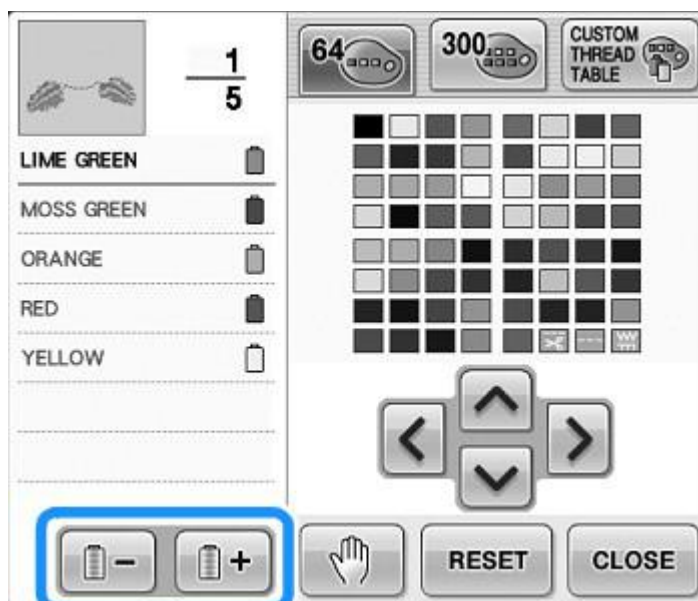 1
5
LIME GREEN
MOSS GREEN
ORANGE
RED
YELLOW
64
300
CUSTOM
THREAD
TABLE
-
+
RESET
CLOSE